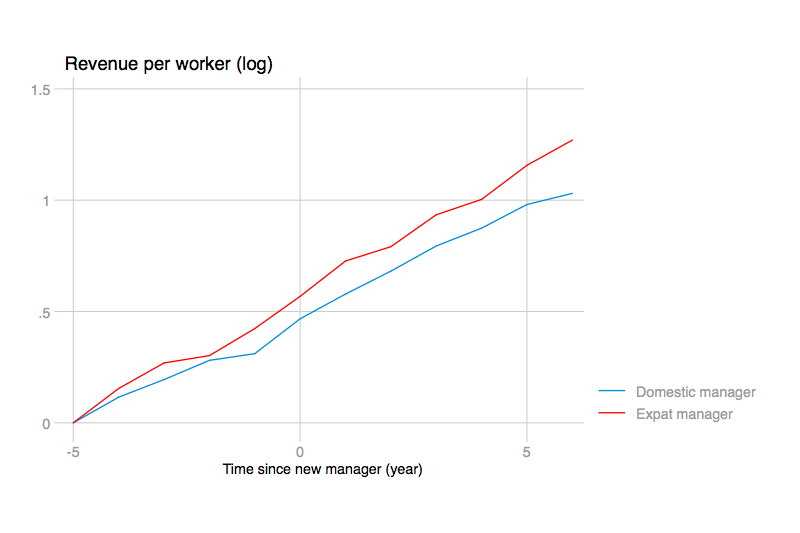 Revenue per worker (log)
1.5
1
.5
0
-5 0 5
Time since new manager (year)
Domestic manager
Expat manager